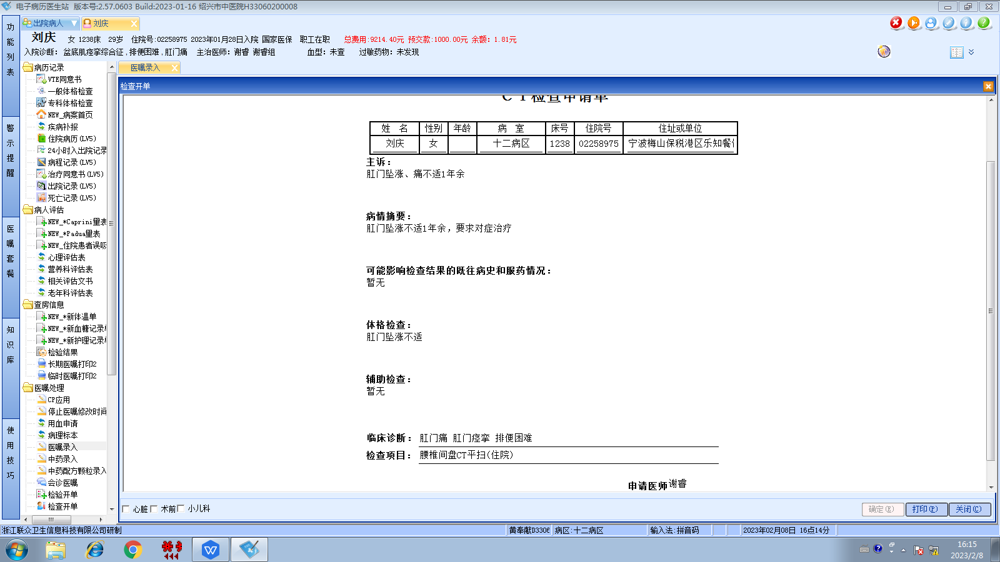 电子病历医生站 版本号:2.57.0603 Build:2023-01-16 绍兴市中医院H33060200008
功能列表
警示提醒
医嘱套餐
知识库
使用技巧
出院病人
刘庆
刘庆 女 1238床 29岁 住院号:02258975 2023年01月28日入院 国家医保 职工在职 总费用:9214.40元 预交款:1000.00元 余额: 1.81元
入院诊断: 盆底肌痉挛综合征,排便困难,肛门痛 主治医师: 谢睿 谢睿组 血型: 未查 过敏药物: 未发现
病历记录
VTE同意书
一般体格检查
专科体格检查
NEW_病案首页
疾病补报
住院病历(LV5)
24小时入出院记录
病程记录(LV5)
治疗同意书(LV5)
出院记录(LV5)
死亡记录(LV5)
病人评估
NEW_*Caprini量表
NEW_*Padua量表
NEW_住院患者误吸
心理评估表
营养科评估表
相关评估文书
老年科评估表
查房信息
NEW_*新体温单
NEW_*新血糖记录单
NEW_*新护理记录单
检验结果
长期医嘱打印2
临时医嘱打印2
医嘱处理
CP应用
停止医嘱修改时间
用血申请
病理标本
医嘱录入
中药录入
中药配方颗粒录入
会诊医嘱
检验开单
检查开单
医嘱录入
检查开单
CT检查申请单
姓 名 性别 年龄 病 室 床号 住院号 住址或单位
刘庆 女 十二病区 1238 02258975 宁波梅山保税港区乐知餐
主诉:
肛门坠涨、痛不适1年余
病情摘要:
肛门坠涨不适1年余，要求对症治疗
可能影响检查结果的既往病史和服药情况:
暂无
体格检查:
肛门坠涨不适
辅助检查:
暂无
临床诊断: 肛门痛 肛门痉挛 排便困难
检查项目: 腰椎间盘CT平扫(住院)
申请医师 谢睿
心脏 术前 小儿科
确定(E) 打印(P) 关闭(C)
浙江联众卫生信息科技有限公司研制 黄奉献D3306 病区:十二病区 输入法:拼音码 2023年02月08日 16点14分
16:15
2023/2/8